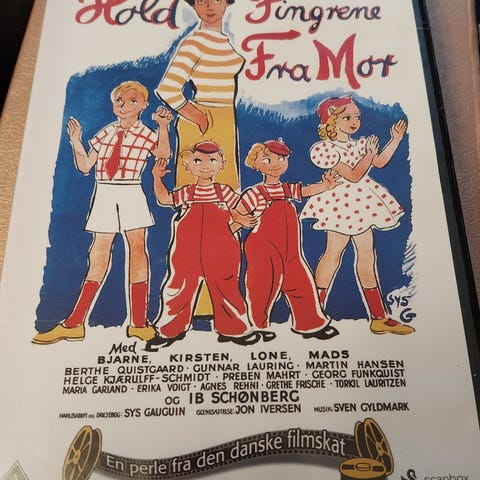 Hold Fingrene
Fra Mor
SYS
G
Med
BJARNE, KIRSTEN, LONE, MADS
BERTHE QUISTGAARD · GUNNAR LAURING · MARTIN HANSEN
HELGE KJÆRULFF-SCHMIDT · PREBEN MAHRT · GEORG FUNKQUIST
MARIA GARLAND · ERIKA VOIGT · AGNES REHNI · GRETHE FRISCHE · TORKIL LAURITZEN
OG IB SCHØNBERG
MANUSKRIPT OG DREJEBOG: SYS GAUGUIN ISCENESÆTTELSE: JON IVERSEN MUSIK: SVEN GYLDMARK
En perle fra den danske filmskat
scanbox